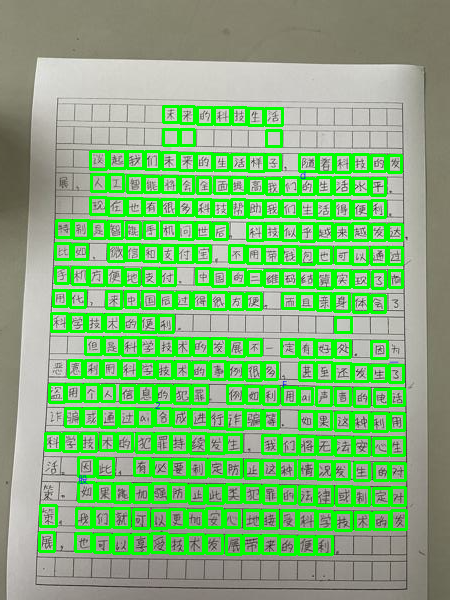 未来的科技生活
谈起我们未来的生活样子。随着科技的发
展，人工智能将会全面提高我们的生活水平。
现在也有很多科技帮助我们生活得便利。
特别是智能手机问世后，科技似乎越来越发达
比如，微信和支付宝。不用带钱包也可以通过
手机方便地支付。中国的二维码结算实现了商
用化，来中国后过得很方便。而且亲身体会了
科学技术的便利。
但是科学技术的发展不一定有好处。因为
恶意利用科学技术的事例很多。甚至还发生了
盗用个人信息的犯罪。例如利用ai声音的电话
诈骗或通过ai合成进行诈骗等。如果这种利用
科学技术的犯罪持续发生。我们将无法安心生
活。因此，有必要制定防止这种情况发生的对
策。如果能加强防止此类犯罪的法律或制定对
策。我们就可以更加安心地接受科学技术的发
展，也可以享受技术发展带来的便利